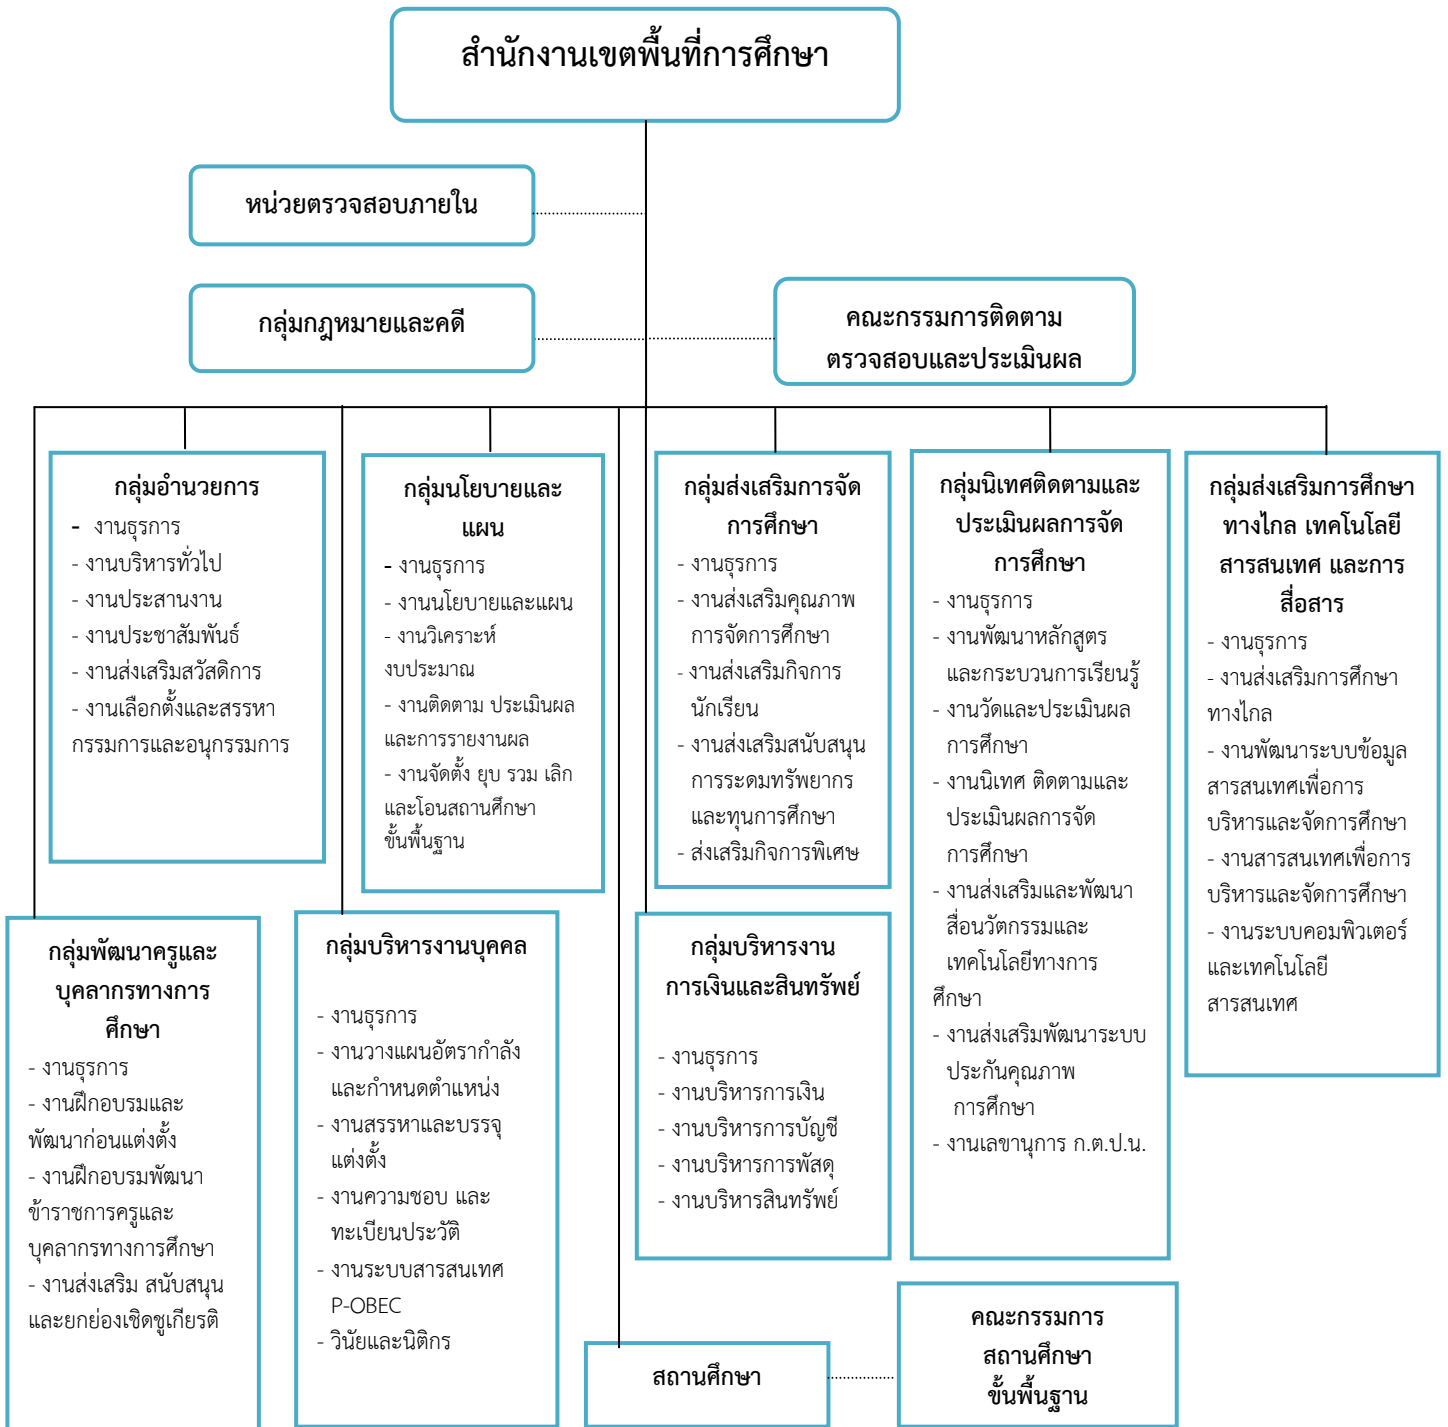 สำนักงานเขตพื้นที่การศึกษา
หน่วยตรวจสอบภายใน
กลุ่มกฎหมายและคดี
คณะกรรมการติดตาม
ตรวจสอบและประเมินผล
กลุ่มอำนวยการ
- งานธุรการ
- งานบริหารทั่วไป
- งานประสานงาน
- งานประชาสัมพันธ์
- งานส่งเสริมสวัสดิการ
- งานเลือกตั้งและสรรหา
กรรมการและอนุกรรมการ
กลุ่มนโยบายและ
แผน
- งานธุรการ
- งานนโยบายและแผน
- งานวิเคราะห์
งบประมาณ
- งานติดตาม ประเมินผล
และการรายงานผล
- งานจัดตั้ง ยุบ รวม เลิก
และโอนสถานศึกษา
ขั้นพื้นฐาน
กลุ่มส่งเสริมการจัด
การศึกษา
- งานธุรการ
- งานส่งเสริมคุณภาพ
การจัดการศึกษา
- งานส่งเสริมกิจการ
นักเรียน
- งานส่งเสริมสนับสนุน
การระดมทรัพยากร
และทุนการศึกษา
- ส่งเสริมกิจการพิเศษ
กลุ่มนิเทศติดตามและ
ประเมินผลการจัด
การศึกษา
- งานธุรการ
- งานพัฒนาหลักสูตร
และกระบวนการเรียนรู้
- งานวัดและประเมินผล
การศึกษา
- งานนิเทศ ติดตามและ
ประเมินผลการจัด
การศึกษา
- งานส่งเสริมและพัฒนา
สื่อนวัตกรรมและ
เทคโนโลยีทางการ
ศึกษา
- งานส่งเสริมพัฒนาระบบ
ประกันคุณภาพ
การศึกษา
- งานเลขานุการ ก.ต.ป.น.
กลุ่มส่งเสริมการศึกษา
ทางไกล เทคโนโลยี
สารสนเทศ และการ
สื่อสาร
- งานธุรการ
- งานส่งเสริมการศึกษา
ทางไกล
- งานพัฒนาระบบข้อมูล
สารสนเทศเพื่อการ
บริหารและจัดการศึกษา
- งานสารสนเทศเพื่อการ
บริหารและจัดการศึกษา
- งานระบบคอมพิวเตอร์
และเทคโนโลยี
สารสนเทศ
กลุ่มพัฒนาครูและ
บุคลากรทางการ
ศึกษา
- งานธุรการ
- งานฝึกอบรมและ
พัฒนาก่อนแต่งตั้ง
- งานฝึกอบรมพัฒนา
ข้าราชการครูและ
บุคลากรทางการศึกษา
- งานส่งเสริม สนับสนุน
และยกย่องเชิดชูเกียรติ
กลุ่มบริหารงานบุคคล
- งานธุรการ
- งานวางแผนอัตรากำลัง
และกำหนดตำแหน่ง
- งานสรรหาและบรรจุ
แต่งตั้ง
- งานความชอบ และ
ทะเบียนประวัติ
- งานระบบสารสนเทศ
P-OBEC
- วินัยและนิติกร
กลุ่มบริหารงาน
การเงินและสินทรัพย์
- งานธุรการ
- งานบริหารการเงิน
- งานบริหารการบัญชี
- งานบริหารการพัสดุ
- งานบริหารสินทรัพย์
สถานศึกษา
คณะกรรมการ
สถานศึกษา
ขั้นพื้นฐาน